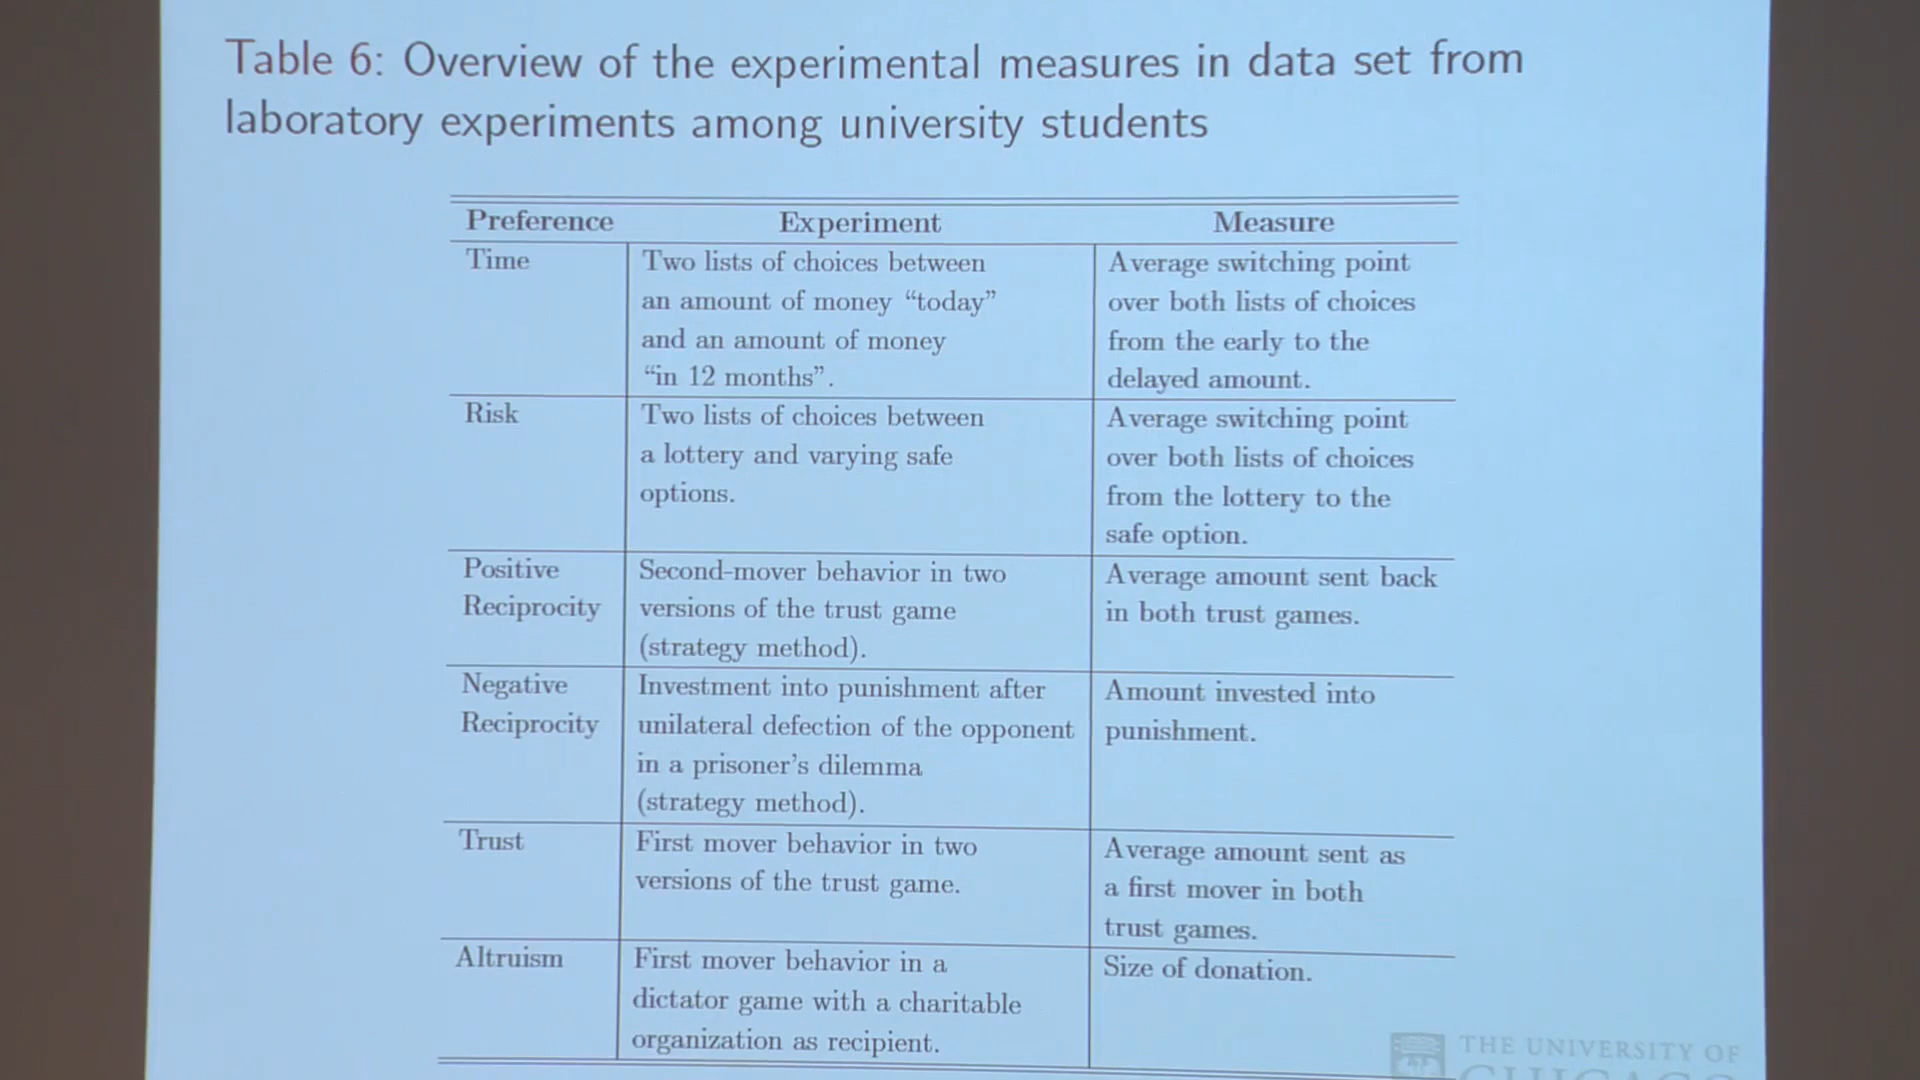 Table 6: Overview of the experimental measures in data set from
laboratory experiments among university students
Preference Experiment Measure
Time
Two lists of choices between
an amount of money “today”
and an amount of money
“in 12 months”.
Average switching point
over both lists of choices
from the early to the
delayed amount.
Risk
Two lists of choices between
a lottery and varying safe
options.
Average switching point
over both lists of choices
from the lottery to the
safe option.
Positive
Reciprocity
Second-mover behavior in two
versions of the trust game
(strategy method).
Average amount sent back
in both trust games.
Negative
Reciprocity
Investment into punishment after
unilateral defection of the opponent
in a prisoner’s dilemma
(strategy method).
Amount invested into
punishment.
Trust
First mover behavior in two
versions of the trust game.
Average amount sent as
a first mover in both
trust games.
Altruism
First mover behavior in a
dictator game with a charitable
organization as recipient.
Size of donation.
THE UNIVERSITY OF
CHICAGO